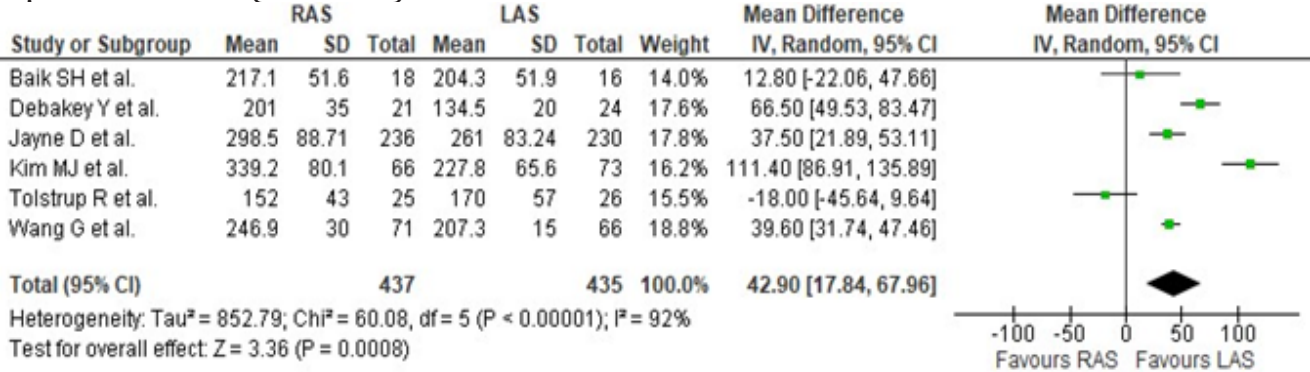 RAS LAS Mean Difference Mean Difference
Study or Subgroup Mean SD Total Mean SD Total Weight IV, Random, 95% CI IV, Random, 95% CI
Baik SH et al. 217.1 51.6 18 204.3 51.9 16 14.0% 12.80 [-22.06, 47.66]
Debakey Y et al. 201 35 21 134.5 20 24 17.6% 66.50 [49.53, 83.47]
Jayne D et al. 298.5 88.71 236 261 83.24 230 17.8% 37.50 [21.89, 53.11]
Kim MJ et al. 339.2 80.1 66 227.8 65.6 73 16.2% 111.40 [86.91, 135.89]
Tolstrup R et al. 152 43 25 170 57 26 15.5% -18.00 [-45.64, 9.64]
Wang G et al. 246.9 30 71 207.3 15 66 18.8% 39.60 [31.74, 47.46]
Total (95% CI) 437 435 100.0% 42.90 [17.84, 67.96]
Heterogeneity: Tau² = 852.79; Chi² = 60.08, df = 5 (P < 0.00001); I² = 92%
Test for overall effect: Z = 3.36 (P = 0.0008)
-100 -50 0 50 100
Favours RAS Favours LAS